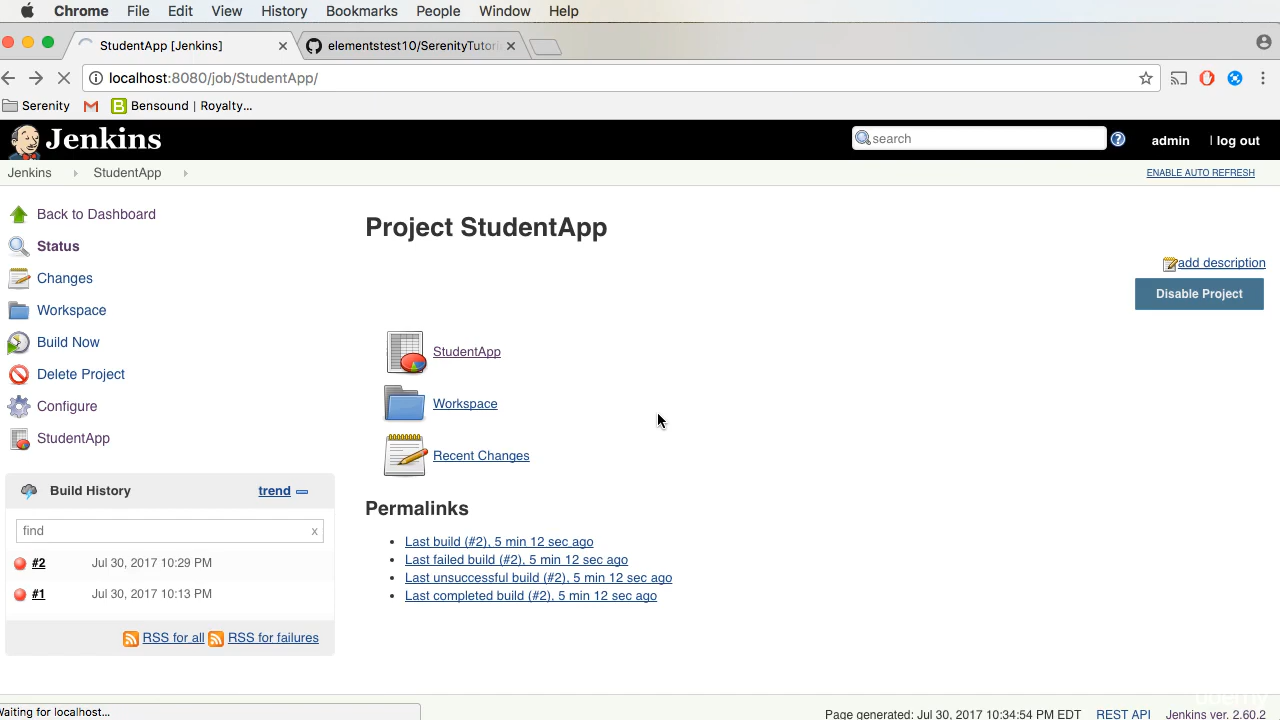 Chrome File Edit View History Bookmarks People Window Help
StudentApp [Jenkins] elementstest10/SerenityTutori
localhost:8080/job/StudentApp/
Serenity Bensound | Royalty...
Jenkins search admin | log out
Jenkins StudentApp ENABLE AUTO REFRESH
Back to Dashboard
Status
Changes
Workspace
Build Now
Delete Project
Configure
StudentApp
Build History trend
find x
#2 Jul 30, 2017 10:29 PM
#1 Jul 30, 2017 10:13 PM
RSS for all RSS for failures
Project StudentApp
add description
Disable Project
StudentApp
Workspace
Recent Changes
Permalinks
• Last build (#2), 5 min 12 sec ago
• Last failed build (#2), 5 min 12 sec ago
• Last unsuccessful build (#2), 5 min 12 sec ago
• Last completed build (#2), 5 min 12 sec ago
Waiting for localhost...
Page generated: Jul 30, 2017 10:34:54 PM EDT REST API Jenkins ver. 2.60.2